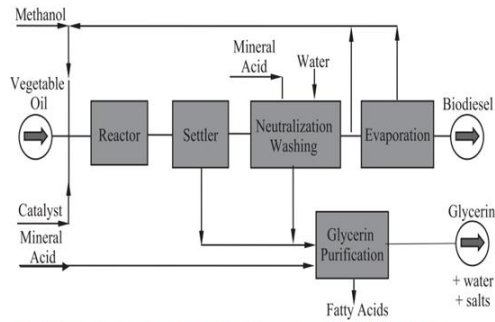 Methanol
Mineral
Acid
Water
Vegetable
Oil
Biodiesel
Reactor
Settler
Neutralization
Washing
Evaporation
Catalyst
Mineral
Acid
Glycerin
Purification
Glycerin
+ water
+ salts
Fatty Acids